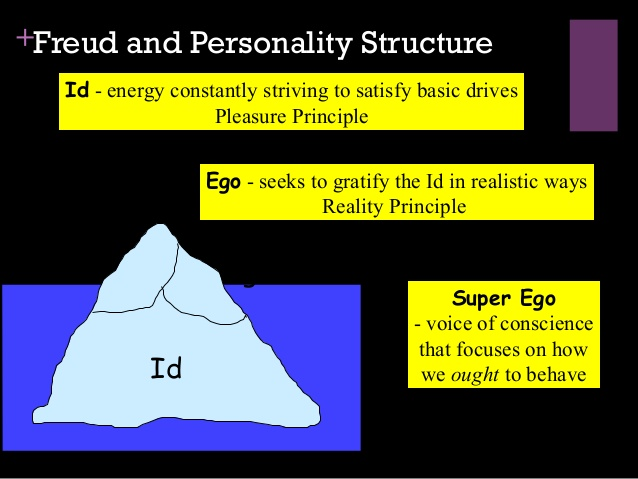 +Freud and Personality Structure
Id - energy constantly striving to satisfy basic drives
Pleasure Principle
Ego - seeks to gratify the Id in realistic ways
Reality Principle
Super Ego
- voice of conscience
that focuses on how
we ought to behave
Id